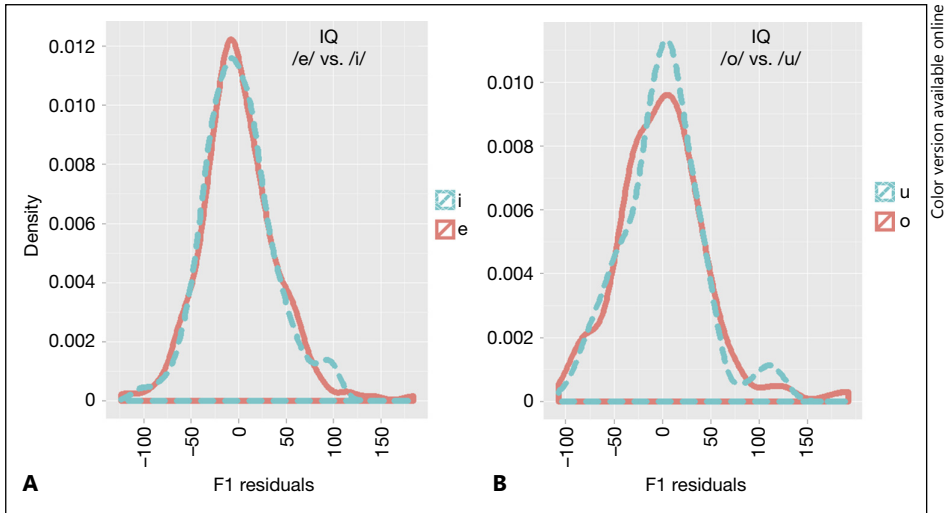 IQ
/e/ vs. /i/
0.012
0.010
0.008
0.006
0.004
0.002
0
Density
i
e
−100
−50
0
50
100
150
A
F1 residuals
IQ
/o/ vs. /u/
0.010
0.008
0.006
0.004
0.002
0
u
o
−100
−50
0
50
100
150
B
F1 residuals
Color version available online